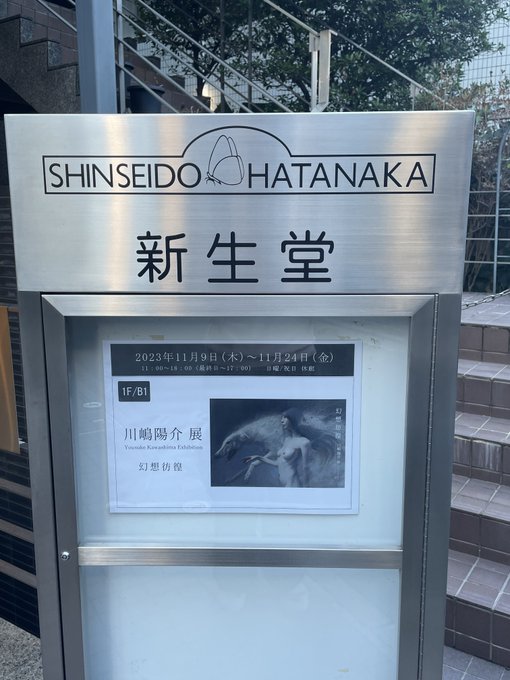 SHINSEIDO HATANAKA
新生堂
2023年11月9日(木)～11月24日(金)
11：00～18：00 (最終日～17：00) 日曜/祝日 休館
1F/B1
川嶋陽介 展
Yousuke Kawashima Exhibition
幻想彷徨
幻想彷徨